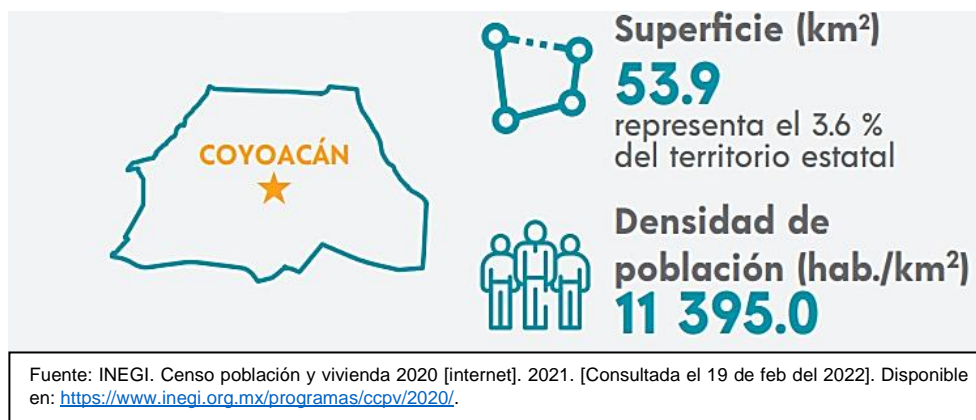 COYOACÁN
Superficie (km²)
53.9
representa el 3.6 %
del territorio estatal
Densidad de
población (hab./km²)
11 395.0
Fuente: INEGI. Censo población y vivienda 2020 [internet]. 2021. [Consultada el 19 de feb del 2022]. Disponible
en: https://www.inegi.org.mx/programas/ccpv/2020/.